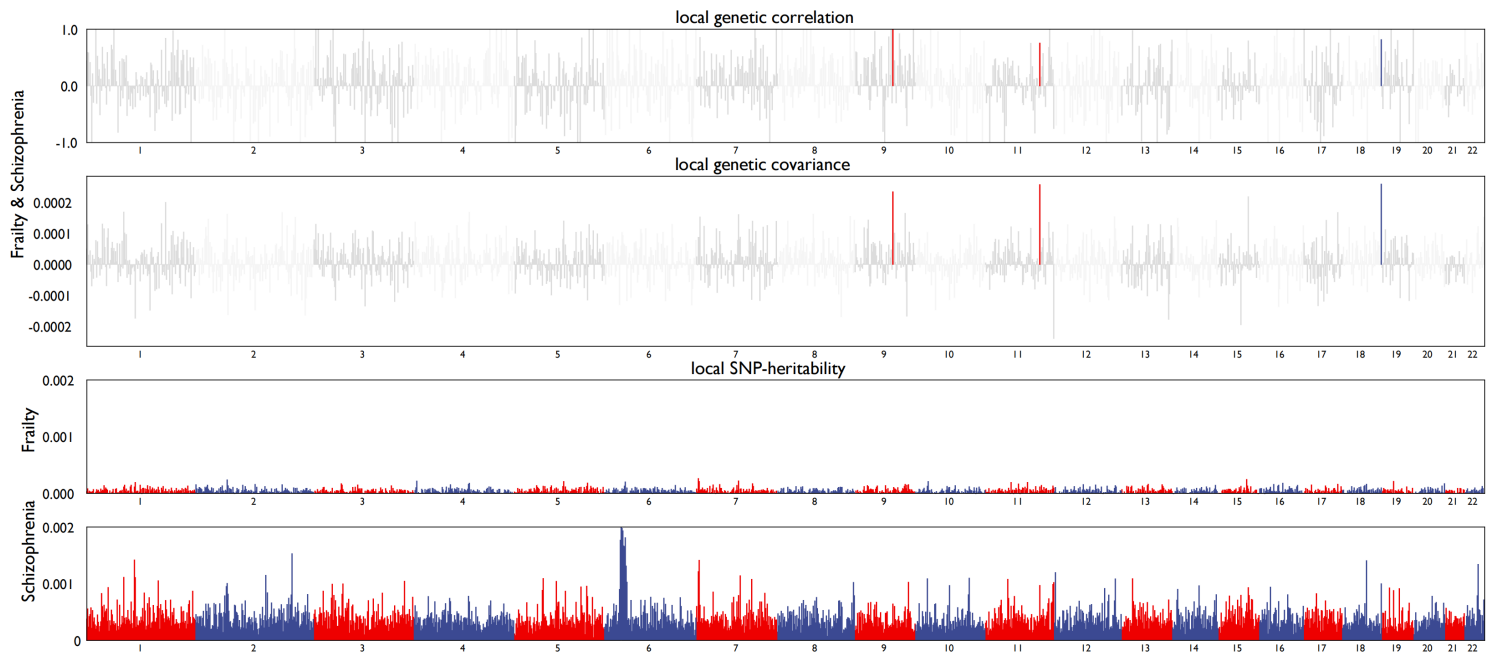 local genetic correlation
1.0
0.0
-1.0
1 2 3 4 5 6 7 8 9 10 11 12 13 14 15 16 17 18 19 20 21 22
Frailty & Schizophrenia
local genetic covariance
0.0002
0.0001
0.0000
-0.0001
-0.0002
1 2 3 4 5 6 7 8 9 10 11 12 13 14 15 16 17 18 19 20 21 22
local SNP-heritability
Frailty
0.002
0.001
0.000
1 2 3 4 5 6 7 8 9 10 11 12 13 14 15 16 17 18 19 20 21 22
Schizophrenia
0.002
0.001
0
1 2 3 4 5 6 7 8 9 10 11 12 13 14 15 16 17 18 19 20 21 22